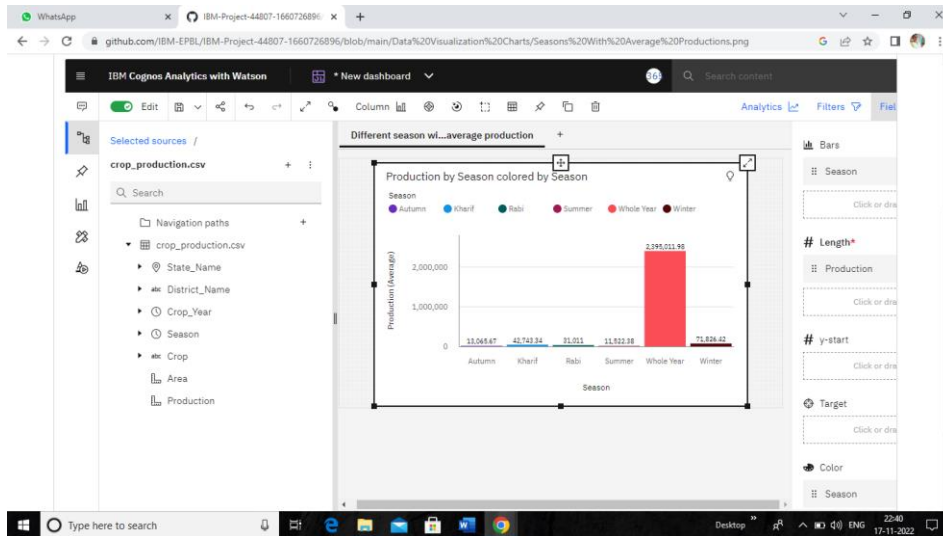 WhatsApp
IBM-Project-44807-1660726896
github.com/IBM-EPBL/IBM-Project-44807-1660726896/blob/main/Data%20Visualization%20Charts/Seasons%20With%20Average%20Productions.png
IBM Cognos Analytics with Watson
* New dashboard
Search content
Edit
Column
Analytics
Filters
Fiel
Selected sources /
crop_production.csv
Search
Navigation paths
crop_production.csv
State_Name
abc District_Name
Crop_Year
Season
abc Crop
Area
Production
Different season wi...average production
Production by Season colored by Season
Season
Autumn Kharif Rabi Summer Whole Year Winter
Production (Average)
2,000,000
1,000,000
0
13,065.67 42,743.34 31,011 11,522.38 2,395,011.98 71,826.42
Autumn Kharif Rabi Summer Whole Year Winter
Season
Bars
Season
Click or dra
# Length*
Production
Click or dra
# y-start
Click or dra
Target
Click or dra
Color
Season
Type here to search
Desktop
ENG
22:40
17-11-2022